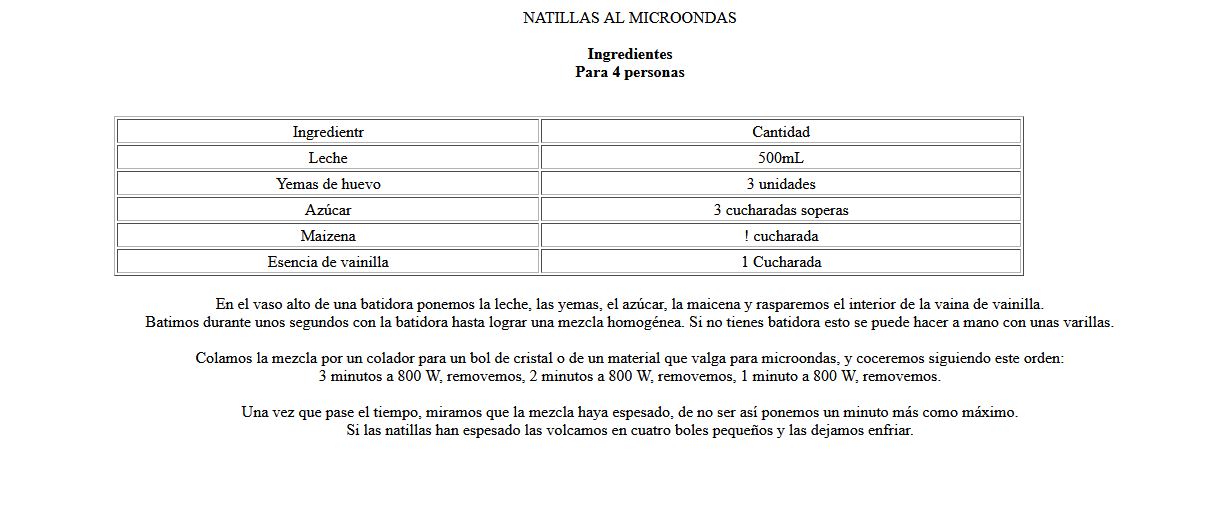 NATILLAS AL MICROONDAS
Ingredientes
Para 4 personas
Ingredientr Cantidad
Leche 500mL
Yemas de huevo 3 unidades
Azúcar 3 cucharadas soperas
Maizena ! cucharada
Esencia de vainilla 1 Cucharada
En el vaso alto de una batidora ponemos la leche, las yemas, el azúcar, la maicena y rasparemos el interior de la vaina de vainilla.
Batimos durante unos segundos con la batidora hasta lograr una mezcla homogénea. Si no tienes batidora esto se puede hacer a mano con unas varillas.
Colamos la mezcla por un colador para un bol de cristal o de un material que valga para microondas, y coceremos siguiendo este orden:
3 minutos a 800 W, removemos, 2 minutos a 800 W, removemos, 1 minuto a 800 W, removemos.
Una vez que pase el tiempo, miramos que la mezcla haya espesado, de no ser así ponemos un minuto más como máximo.
Si las natillas han espesado las volcamos en cuatro boles pequeños y las dejamos enfriar.